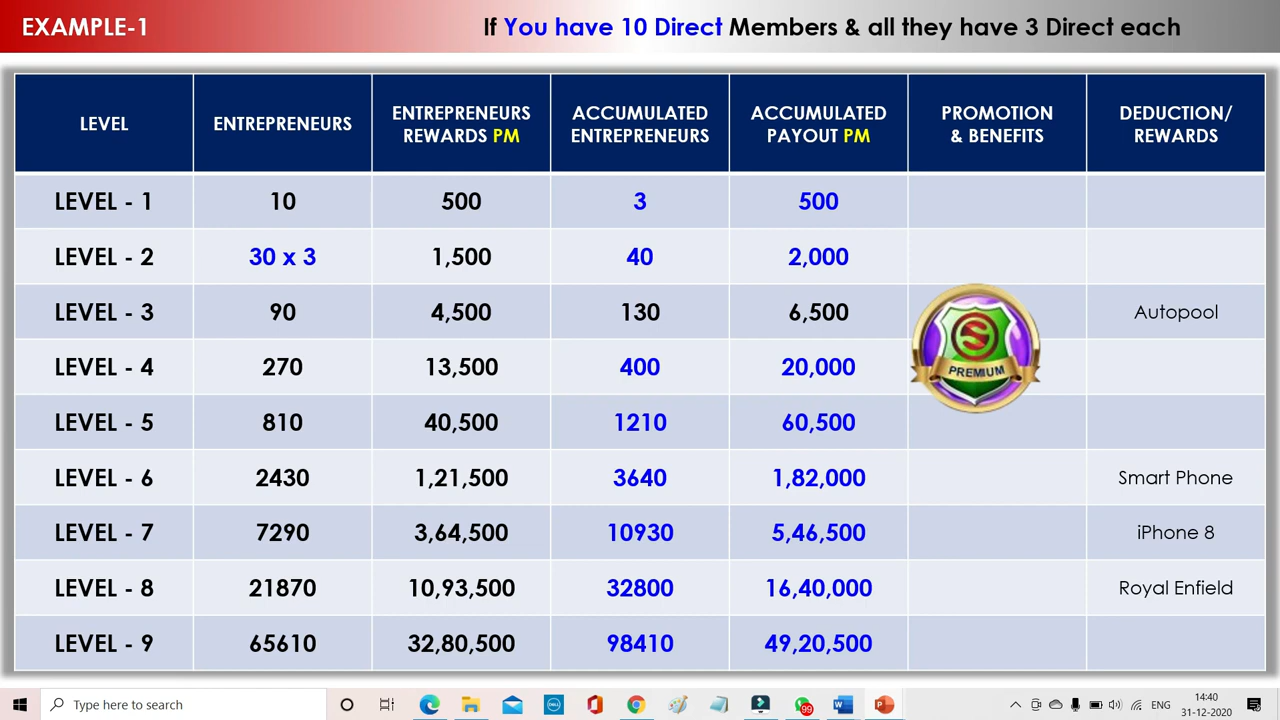 EXAMPLE-1
If You have 10 Direct Members & all they have 3 Direct each
LEVEL ENTREPRENEURS ENTREPRENEURS REWARDS PM ACCUMULATED ENTREPRENEURS ACCUMULATED PAYOUT PM PROMOTION & BENEFITS DEDUCTION/ REWARDS
LEVEL - 1 10 500 3 500
LEVEL - 2 30 x 3 1,500 40 2,000
LEVEL - 3 90 4,500 130 6,500 Autopool
LEVEL - 4 270 13,500 400 20,000 PREMIUM
LEVEL - 5 810 40,500 1210 60,500
LEVEL - 6 2430 1,21,500 3640 1,82,000 Smart Phone
LEVEL - 7 7290 3,64,500 10930 5,46,500 iPhone 8
LEVEL - 8 21870 10,93,500 32800 16,40,000 Royal Enfield
LEVEL - 9 65610 32,80,500 98410 49,20,500
Type here to search
DELL
99
ENG
14:40
31-12-2020